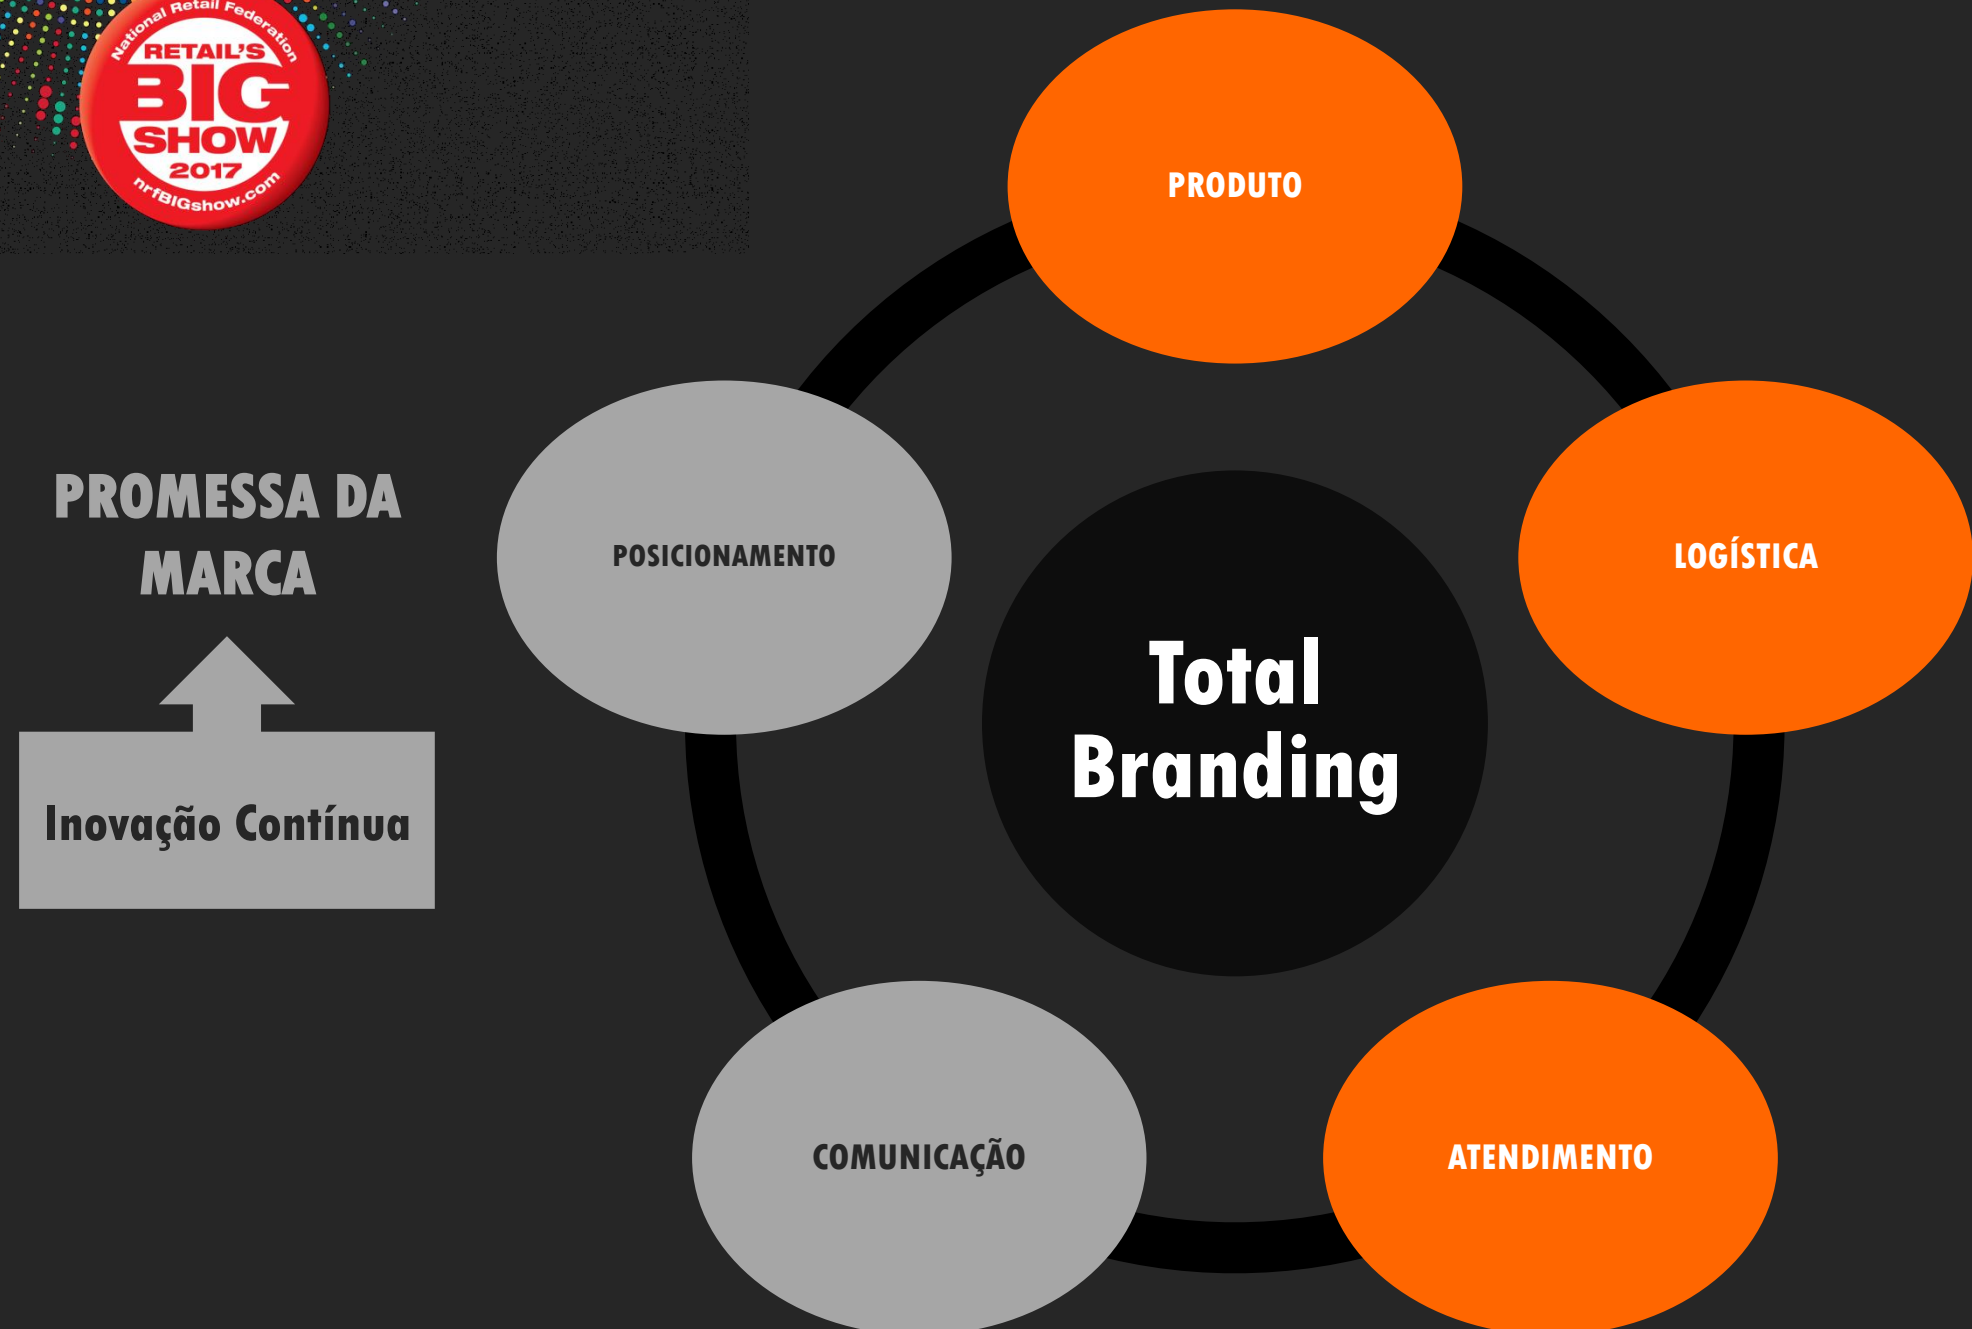 National Retail Federation
RETAIL'S
BIG
SHOW
2017
nrfBIGshow.com
PRODUTO
PROMESSA DA
MARCA
POSICIONAMENTO
LOGÍSTICA
Total
Branding
Inovação Contínua
COMUNICAÇÃO
ATENDIMENTO